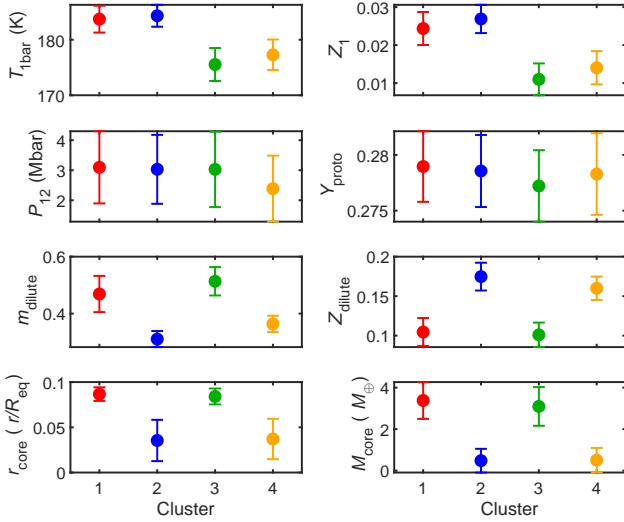 T1bar (K)
180
170
Z1
0.03
0.02
0.01
P12 (Mbar)
4
3
2
Yproto
0.28
0.275
mdilute
0.6
0.4
Zdilute
0.2
0.15
0.1
rcore ( r/Req)
0.1
0.05
0
1 2 3 4
Cluster
Mcore ( M⊕)
4
2
0
1 2 3 4
Cluster